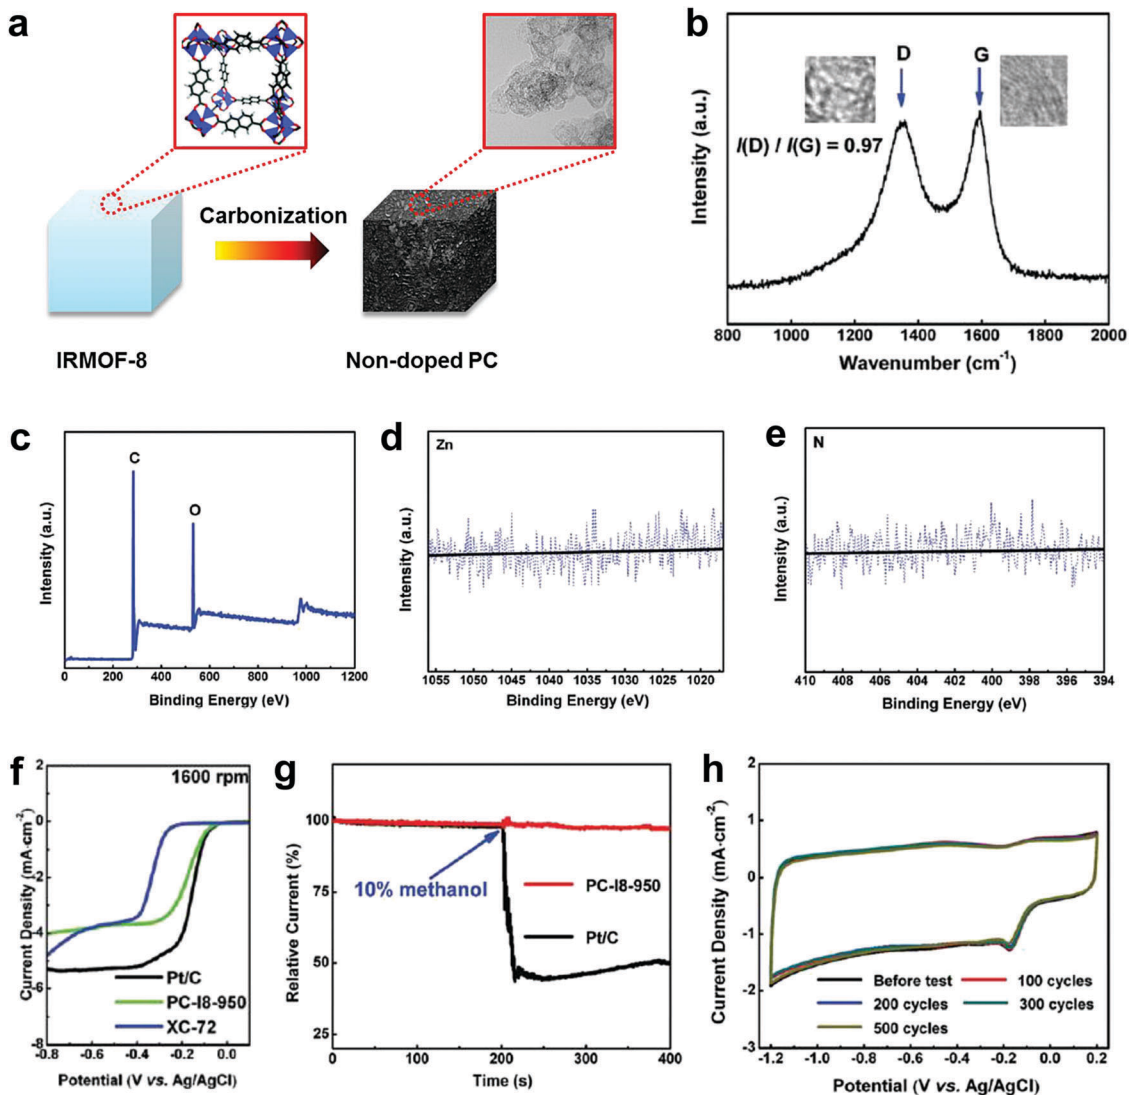 a
Carbonization
IRMOF-8
Non-doped PC
b
D
G
I(D) / I(G) = 0.97
Intensity (a.u.)
800 1000 1200 1400 1600 1800 2000
Wavenumber (cm⁻¹)
c
C
O
Intensity (a.u.)
0 200 400 600 800 1000 1200
Binding Energy (eV)
d
Zn
Intensity (a.u.)
1055 1050 1045 1040 1035 1030 1025 1020
Binding Energy (eV)
e
N
Intensity (a.u.)
410 408 406 404 402 400 398 396 394
Binding Energy (eV)
f
1600 rpm
2
0
-2
-4
-6
-8
Current Density (mA·cm⁻²)
Pt/C
PC-I8-950
XC-72
-0.8 -0.6 -0.4 -0.2 0.0
Potential (V vs. Ag/AgCl)
g
100
75
50
25
Relative Current (%)
10% methanol
PC-I8-950
Pt/C
0 100 200 300 400
Time (s)
h
2
1
0
-1
-2
-3
Current Density (mA·cm⁻²)
Before test 100 cycles
200 cycles 300 cycles
500 cycles
-1.2 -1.0 -0.8 -0.6 -0.4 -0.2 0.0 0.2
Potential (V vs. Ag/AgCl)